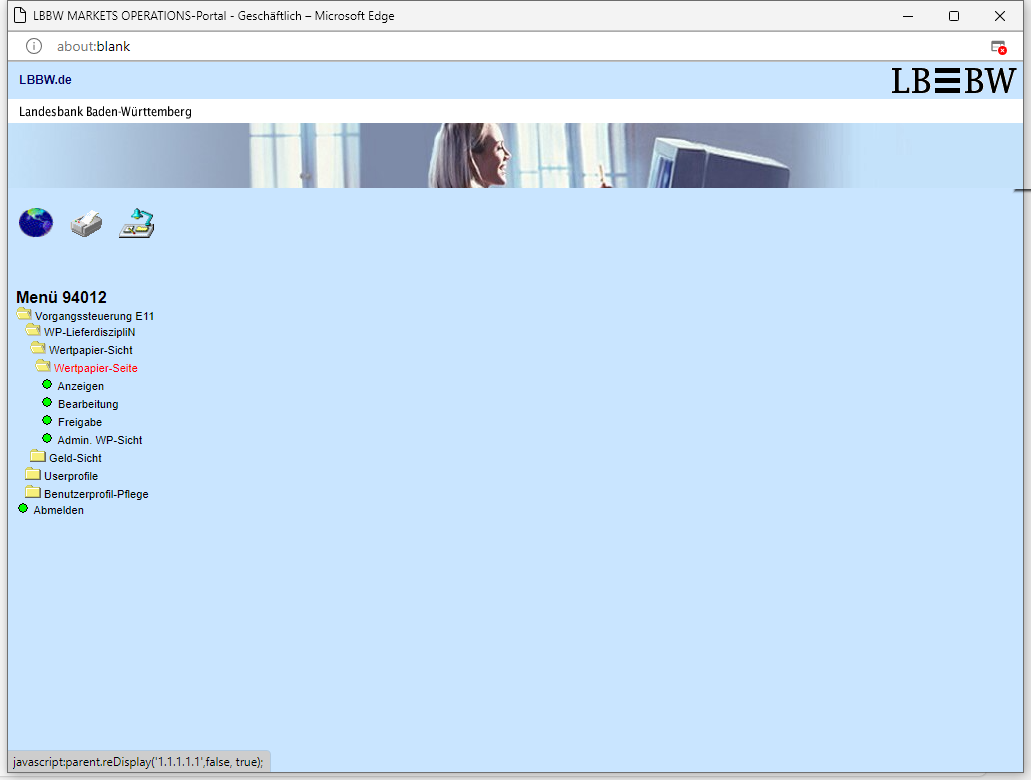 LBBW MARKETS OPERATIONS-Portal - Geschäftlich – Microsoft Edge
about:blank
LBBW.de
LB≡BW
Landesbank Baden-Württemberg
Menü 94012
Vorgangssteuerung E11
WP-LieferdiszipliN
Wertpapier-Sicht
Wertpapier-Seite
Anzeigen
Bearbeitung
Freigabe
Admin. WP-Sicht
Geld-Sicht
Userprofile
Benutzerprofil-Pflege
Abmelden
javascript:parent.reDisplay('1.1.1.1.1',false, true);